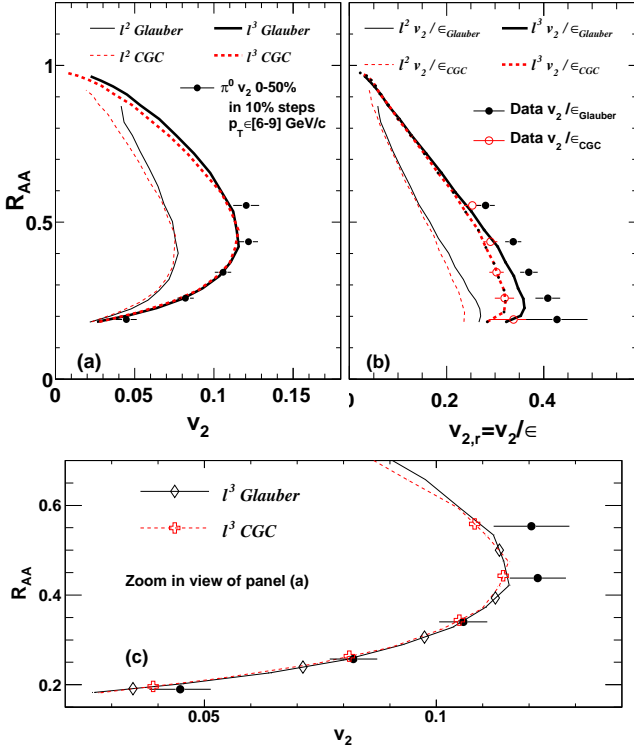 l² Glauber
l³ Glauber
l² CGC
l³ CGC
π⁰ v₂ 0-50%
in 10% steps
p_T∈[6-9] GeV/c
R_AA
1
0.5
0
(a)
0
0.05
0.1
0.15
v₂
l² v₂/ϵ_Glauber
l³ v₂/ϵ_Glauber
l² v₂/ϵ_CGC
l³ v₂/ϵ_CGC
Data v₂/ϵ_Glauber
Data v₂/ϵ_CGC
(b)
0
0.2
0.4
v₂,r=v₂/ϵ
l³ Glauber
l³ CGC
Zoom in view of panel (a)
R_AA
0.6
0.4
0.2
(c)
0.05
0.1
v₂